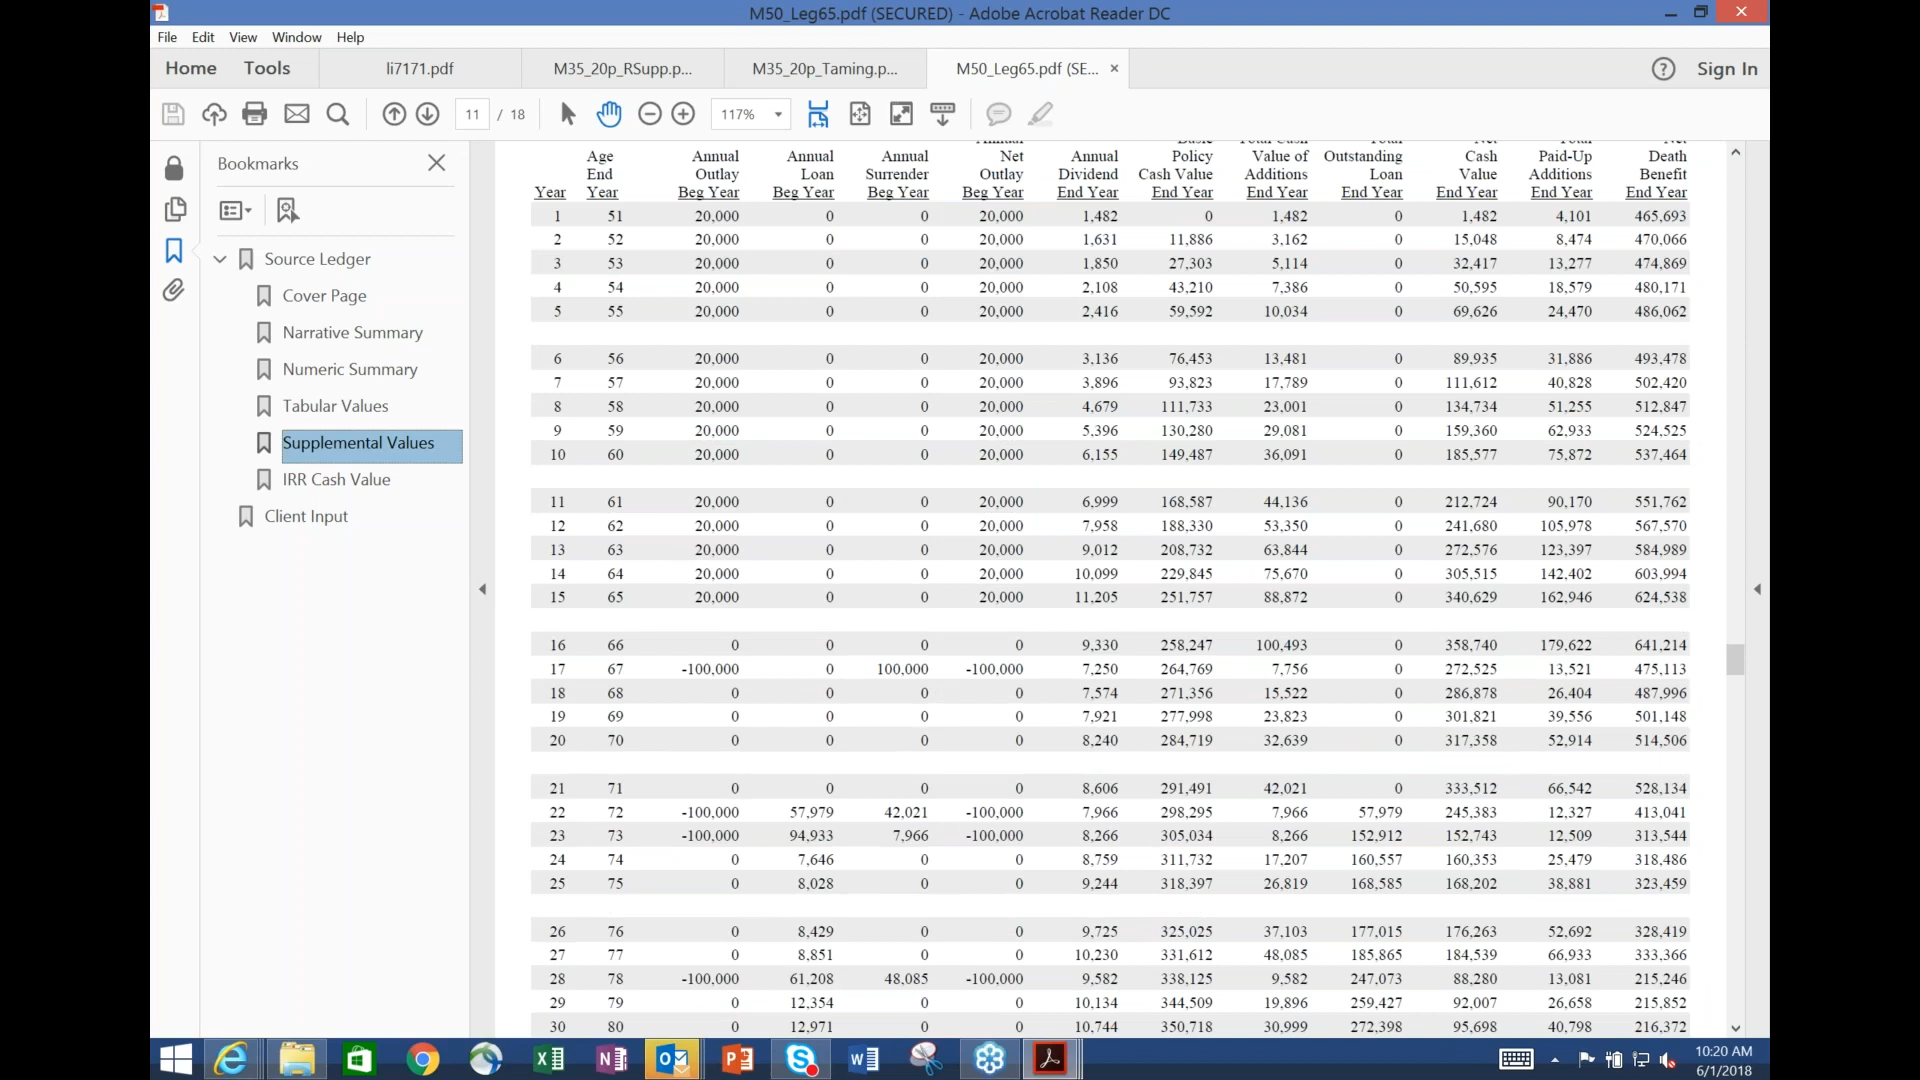 M50_Leg65.pdf (SECURED) - Adobe Acrobat Reader DC
File Edit View Window Help
Home Tools li7171.pdf M35_20p_RSupp.p... M35_20p_Taming.p... M50_Leg65.pdf (SE... Sign In
11 / 18 117%
Bookmarks
Source Ledger
Cover Page
Narrative Summary
Numeric Summary
Tabular Values
Supplemental Values
IRR Cash Value
Client Input
Age Annual Annual Annual Net Annual Policy Value of Outstanding Cash Paid-Up Death
End Outlay Loan Surrender Outlay Dividend Cash Value Additions Loan Value Additions Benefit
Year Year Beg Year Beg Year Beg Year Beg Year End Year End Year End Year End Year End Year End Year End Year
1 51 20,000 0 0 20,000 1,482 0 1,482 0 1,482 4,101 465,693
2 52 20,000 0 0 20,000 1,631 11,886 3,162 0 15,048 8,474 470,066
3 53 20,000 0 0 20,000 1,850 27,303 5,114 0 32,417 13,277 474,869
4 54 20,000 0 0 20,000 2,108 43,210 7,386 0 50,595 18,579 480,171
5 55 20,000 0 0 20,000 2,416 59,592 10,034 0 69,626 24,470 486,062
6 56 20,000 0 0 20,000 3,136 76,453 13,481 0 89,935 31,886 493,478
7 57 20,000 0 0 20,000 3,896 93,823 17,789 0 111,612 40,828 502,420
8 58 20,000 0 0 20,000 4,679 111,733 23,001 0 134,734 51,255 512,847
9 59 20,000 0 0 20,000 5,396 130,280 29,081 0 159,360 62,933 524,525
10 60 20,000 0 0 20,000 6,155 149,487 36,091 0 185,577 75,872 537,464
11 61 20,000 0 0 20,000 6,999 168,587 44,136 0 212,724 90,170 551,762
12 62 20,000 0 0 20,000 7,958 188,330 53,350 0 241,680 105,978 567,570
13 63 20,000 0 0 20,000 9,012 208,732 63,844 0 272,576 123,397 584,989
14 64 20,000 0 0 20,000 10,099 229,845 75,670 0 305,515 142,402 603,994
15 65 20,000 0 0 20,000 11,205 251,757 88,872 0 340,629 162,946 624,538
16 66 0 0 0 0 9,330 258,247 100,493 0 358,740 179,622 641,214
17 67 -100,000 0 100,000 -100,000 7,250 264,769 7,756 0 272,525 13,521 475,113
18 68 0 0 0 0 7,574 271,356 15,522 0 286,878 26,404 487,996
19 69 0 0 0 0 7,921 277,998 23,823 0 301,821 39,556 501,148
20 70 0 0 0 0 8,240 284,719 32,639 0 317,358 52,914 514,506
21 71 0 0 0 0 8,606 291,491 42,021 0 333,512 66,542 528,134
22 72 -100,000 57,979 42,021 -100,000 7,966 298,295 7,966 57,979 245,383 12,327 413,041
23 73 -100,000 94,933 7,966 -100,000 8,266 305,034 8,266 152,912 152,743 12,509 313,544
24 74 0 7,646 0 0 8,759 311,732 17,207 160,557 160,353 25,479 318,486
25 75 0 8,028 0 0 9,244 318,397 26,819 168,585 168,202 38,881 323,459
26 76 0 8,429 0 0 9,725 325,025 37,103 177,015 176,263 52,692 328,419
27 77 0 8,851 0 0 10,230 331,612 48,085 185,865 184,539 66,933 333,366
28 78 -100,000 61,208 48,085 -100,000 9,582 338,125 9,582 247,073 88,280 13,081 215,246
29 79 0 12,354 0 0 10,134 344,509 19,896 259,427 92,007 26,658 215,852
30 80 0 12,971 0 0 10,744 350,718 30,999 272,398 95,698 40,798 216,372
10:20 AM
6/1/2018